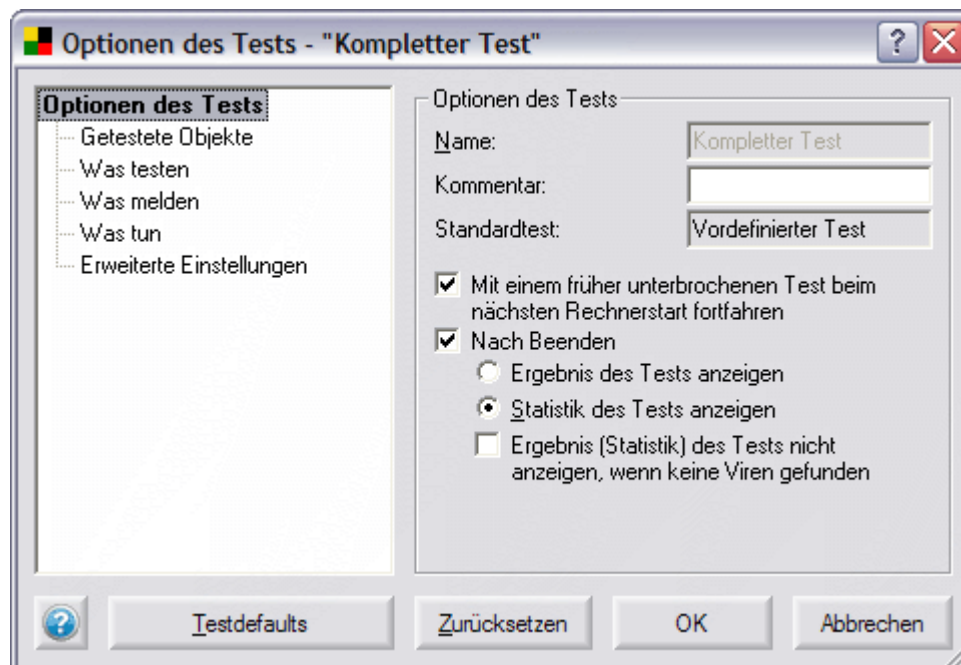 Optionen des Tests - "Kompletter Test"
Optionen des Tests
Getestete Objekte
Was testen
Was melden
Was tun
Erweiterte Einstellungen
Optionen des Tests
Name:
Kompletter Test
Kommentar:
Standardtest:
Vordefinierter Test
Mit einem früher unterbrochenen Test beim
nächsten Rechnerstart fortfahren
Nach Beenden
Ergebnis des Tests anzeigen
Statistik des Tests anzeigen
Ergebnis (Statistik) des Tests nicht
anzeigen, wenn keine Viren gefunden
Testdefaults
Zurücksetzen
OK
Abbrechen